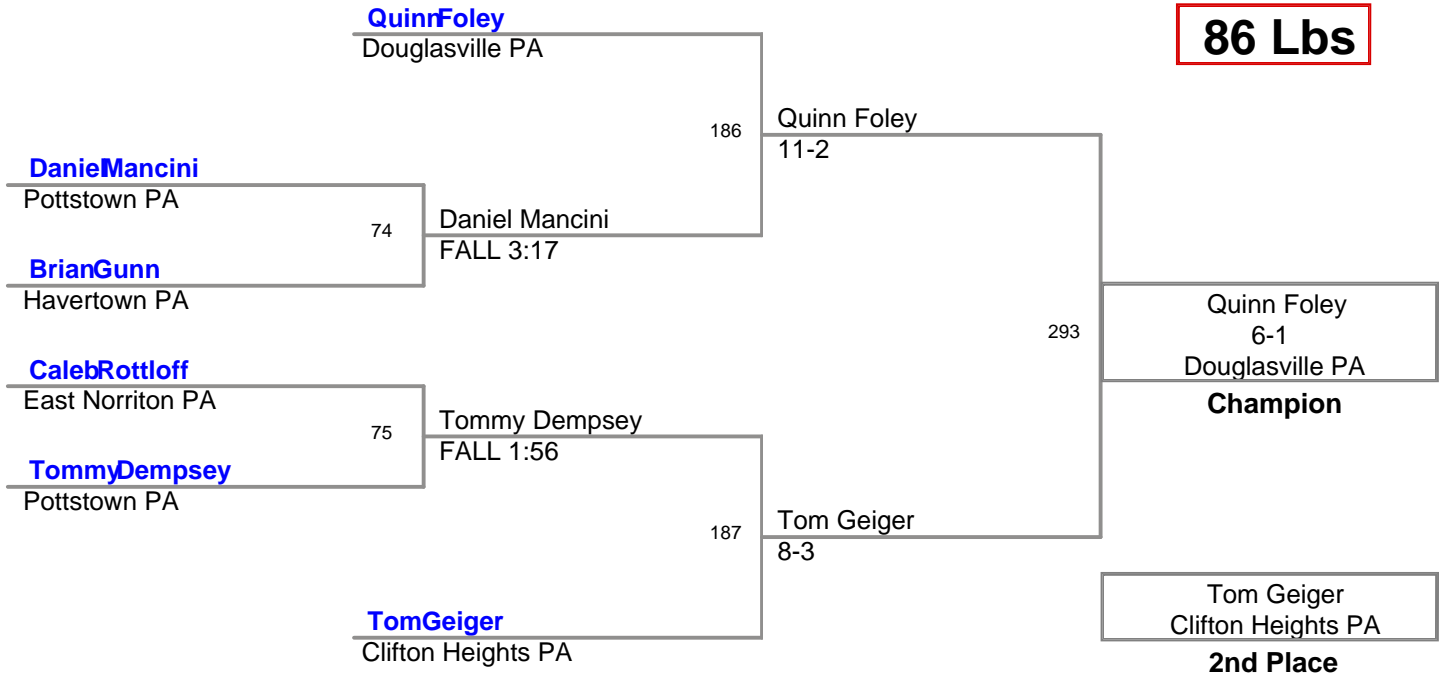 QuinnFoley
Douglasville PA
86 Lbs
186
Quinn Foley
11-2
DanielMancini
Pottstown PA
74
Daniel Mancini
FALL 3:17
BrianGunn
Havertown PA
293
Quinn Foley
6-1
Douglasville PA
Champion
CalebRottloff
East Norriton PA
75
Tommy Dempsey
FALL 1:56
TommyDempsey
Pottstown PA
187
Tom Geiger
8-3
TomGeiger
Clifton Heights PA
Tom Geiger
Clifton Heights PA
2nd Place